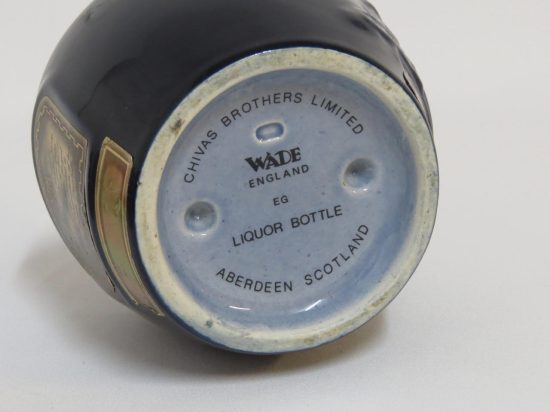 CHIVAS BROTHERS LIMITED
WADE
ENGLAND
EG
LIQUOR BOTTLE
ABERDEEN SCOTLAND